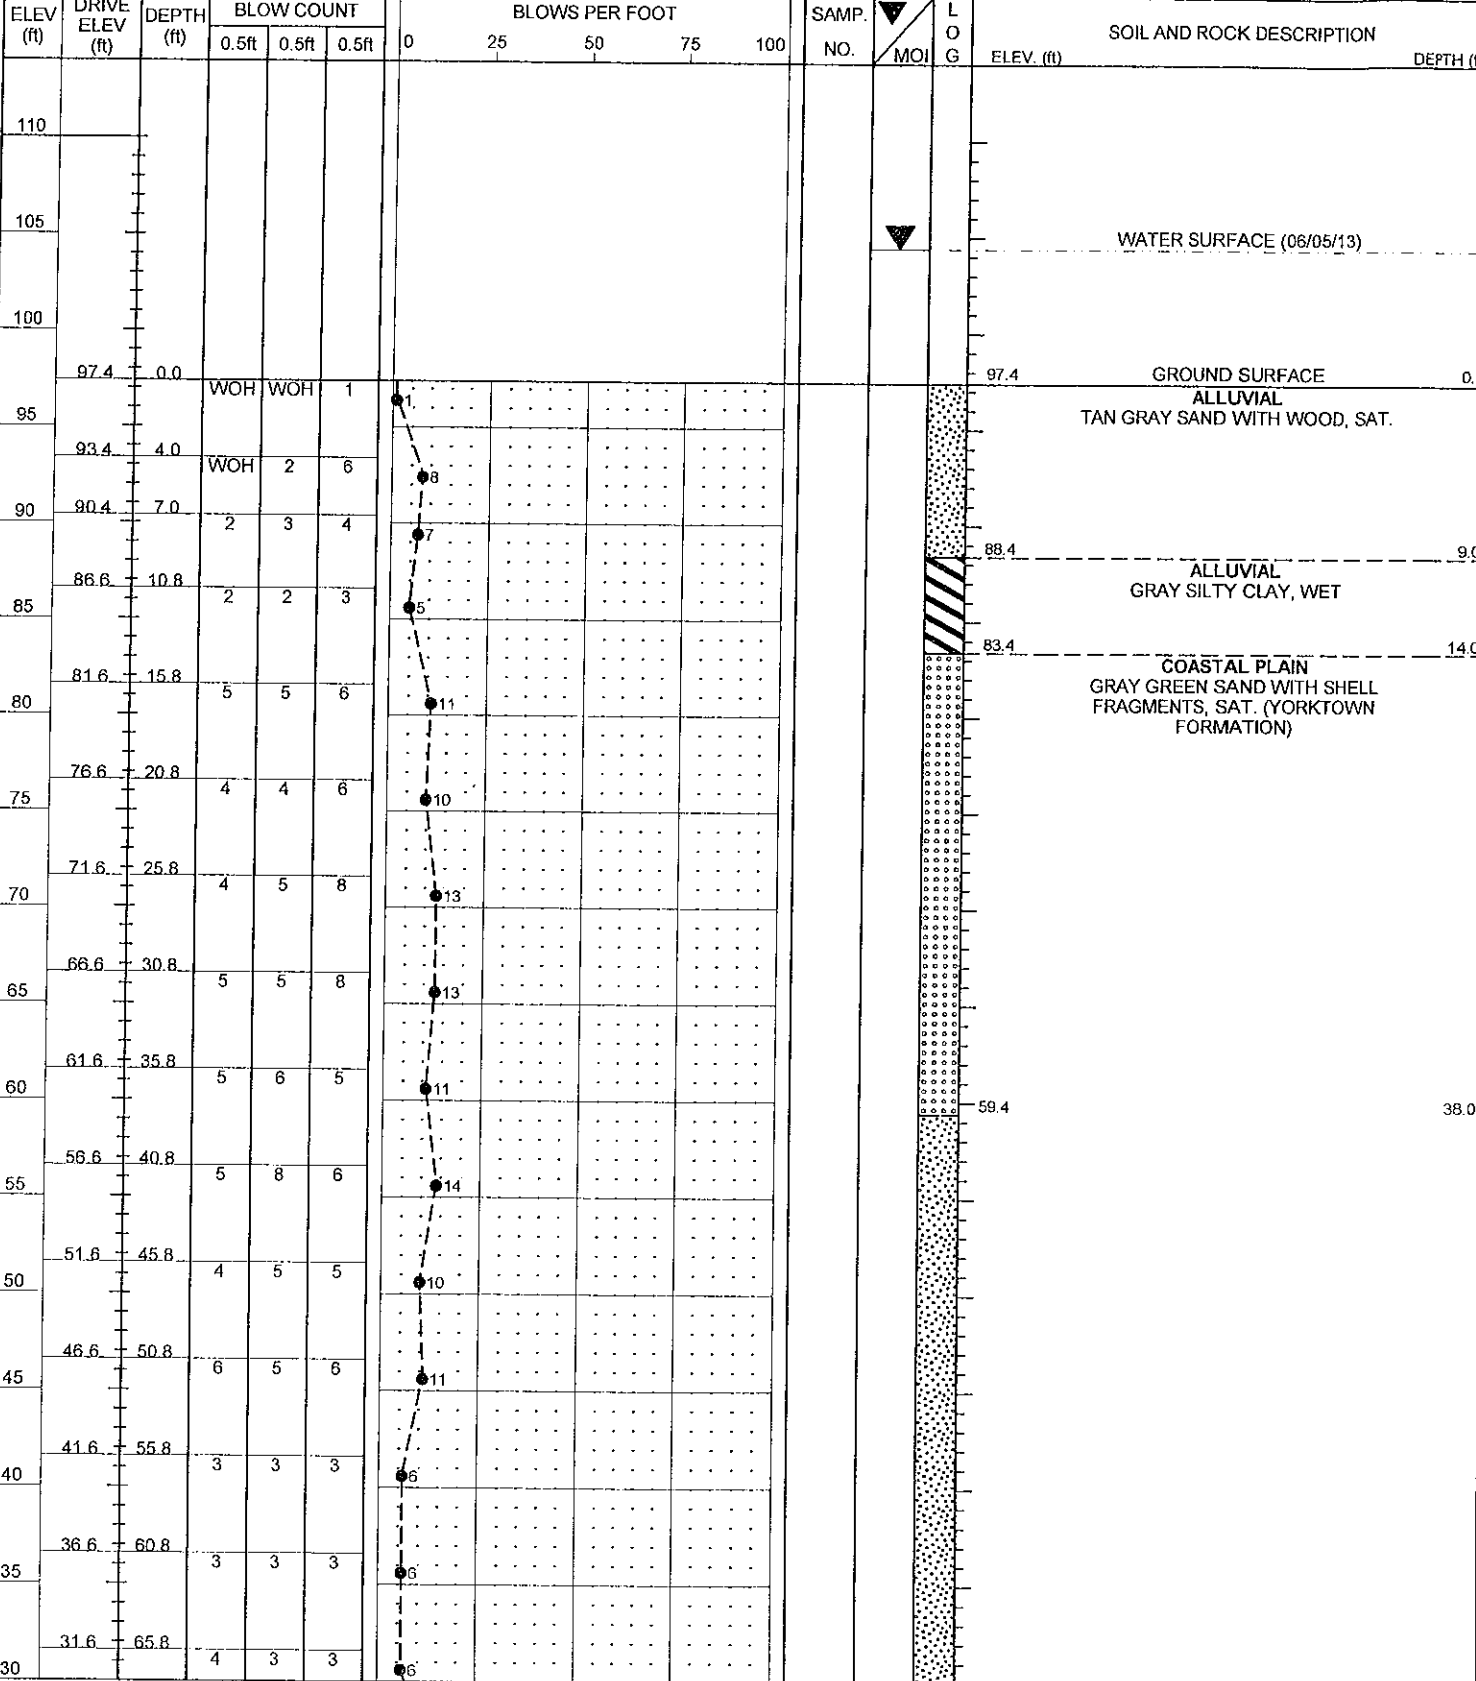 ELEV (ft) DRIVE ELEV (ft) DEPTH (ft) BLOW COUNT BLOWS PER FOOT SAMP. NO. MOI LOG SOIL AND ROCK DESCRIPTION
0.5ft 0.5ft 0.5ft 0 25 50 75 100 ELEV. (ft) DEPTH (f
110
105
WATER SURFACE (06/05/13)
100
97.4 0.0 97.4 GROUND SURFACE 0.
WOH WOH 1 1 ALLUVIAL
95 TAN GRAY SAND WITH WOOD, SAT.
93.4 4.0
WOH 2 6 8
90 90.4 7.0
2 3 4 7
88.4 9.0
86.6 10.8 ALLUVIAL
2 2 3 5 GRAY SILTY CLAY, WET
85
83.4 14.0
81.6 15.8 COASTAL PLAIN
5 5 6 11 GRAY GREEN SAND WITH SHELL
80 FRAGMENTS, SAT. (YORKTOWN
FORMATION)
76.6 20.8
4 4 6 10
75
71.6 25.8
4 5 8 13
70
66.6 30.8
5 5 8 13
65
61.6 35.8
5 6 5 11
60
59.4 38.0
56.6 40.8
5 8 6 14
55
51.6 45.8
4 5 5 10
50
46.6 50.8
6 5 6 11
45
41.6 55.8
3 3 3 6
40
36.6 60.8
3 3 3 6
35
31.6 65.8
4 3 3 6
30